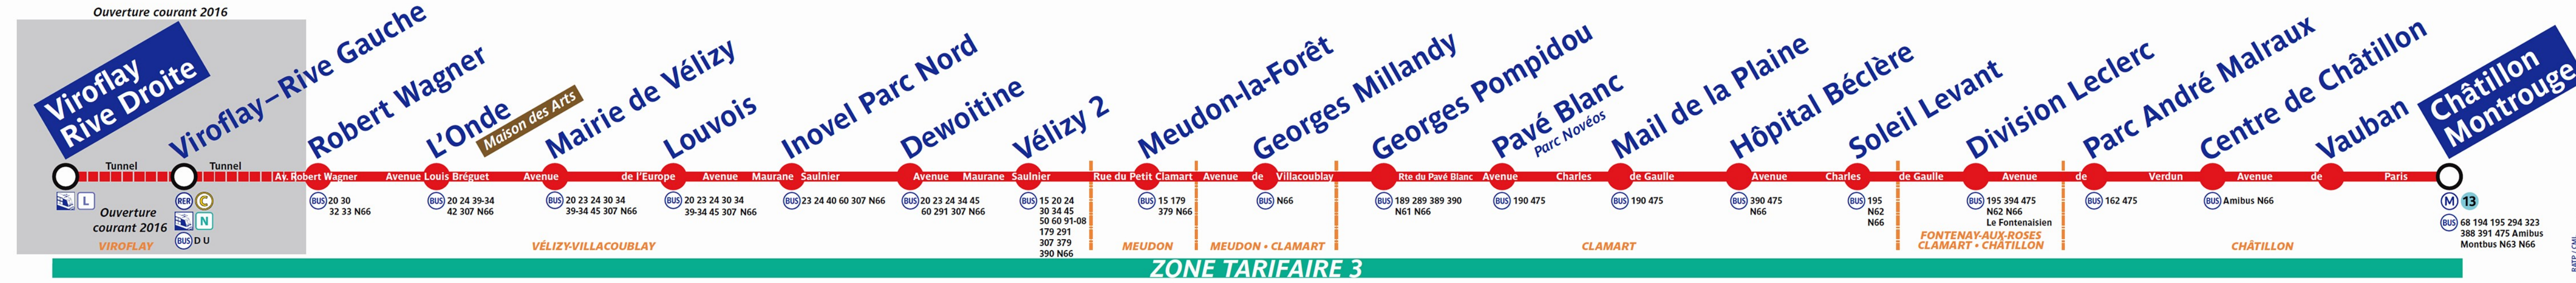 Ouverture courant 2016
Viroflay
Rive Droite
Viroflay–Rive Gauche
Robert Wagner
L'Onde
Maison des Arts
Mairie de Vélizy
Louvois
Inovel Parc Nord
Dewoitine
Vélizy 2
Meudon-la-Forêt
Georges Millandy
Georges Pompidou
Pavé Blanc
Parc Novéos
Mail de la Plaine
Hôpital Béclère
Soleil Levant
Division Leclerc
Parc André Malraux
Centre de Châtillon
Vauban
Châtillon
Montrouge
Tunnel
Tunnel
Av. Robert Wagner
Avenue Louis Bréguet
Avenue de l'Europe
Avenue Maurane Saulnier
Avenue Maurane Saulnier
Rue du Petit Clamart
Avenue de Villacoublay
Rte du Pavé Blanc
Avenue Charles de Gaulle
Avenue Charles de Gaulle
Avenue de Verdun
Avenue de Paris
L
Ouverture
courant 2016
RER C
N
BUS D U
BUS 20 30
32 33 N66
BUS 20 24 39-34
42 307 N66
BUS 20 23 24 30 34
39-34 45 307 N66
BUS 20 23 24 30 34
39-34 45 307 N66
BUS 23 24 40 60 307 N66
BUS 20 23 24 34 45
60 291 307 N66
BUS 15 20 24
30 34 45
50 60 91-08
179 291
307 379
390 N66
BUS 15 179
379 N66
BUS N66
BUS 189 289 389 390
N61 N66
BUS 190 475
BUS 190 475
BUS 390 475
N66
BUS 195
N62
N66
BUS 195 394 475
N62 N66
Le Fontenaisien
BUS 162 475
BUS Amibus N66
M 13
BUS 68 194 195 294 323
388 391 475 Amibus
Montbus N63 N66
VIROFLAY
VÉLIZY-VILLACOUBLAY
MEUDON
MEUDON • CLAMART
CLAMART
FONTENAY-AUX-ROSES
CLAMART • CHÂTILLON
CHÂTILLON
ZONE TARIFAIRE 3
RATP / CML